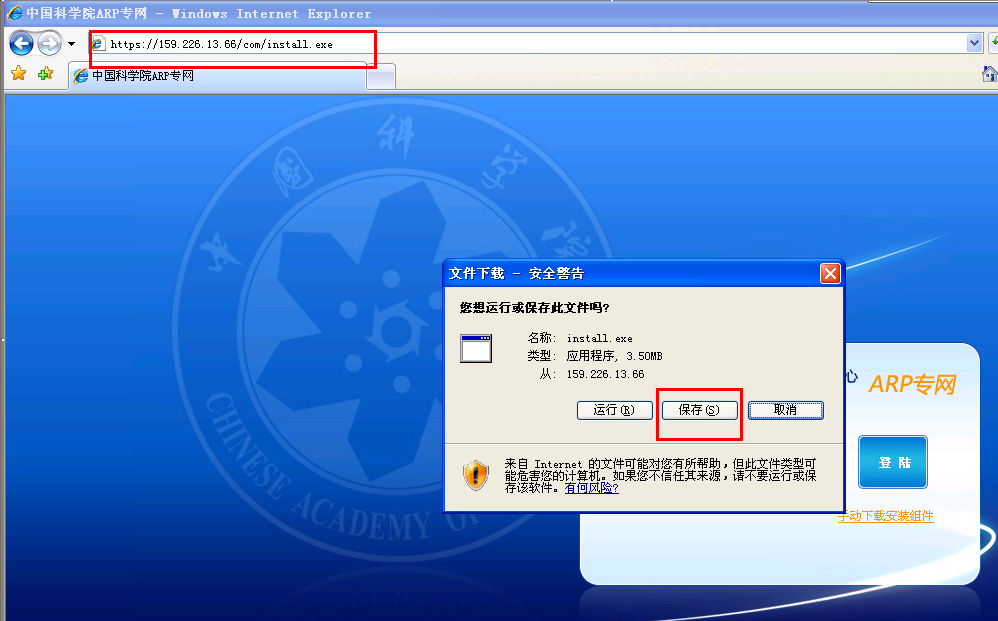 中国科学院ARP专网 - Windows Internet Explorer
https://159.226.13.66/com/install.exe
中国科学院ARP专网
中国科学院
CHINESE ACADEMY OF
文件下载 - 安全警告
您想运行或保存此文件吗?
名称: install.exe
类型: 应用程序, 3.50MB
从: 159.226.13.66
运行(R) 保存(S) 取消
来自 Internet 的文件可能对您有所帮助,但此文件类型可
能危害您的计算机。如果您不信任其来源,请不要运行或保
存该软件。有何风险?
心 ARP专网
登 陆
手动下载安装组件